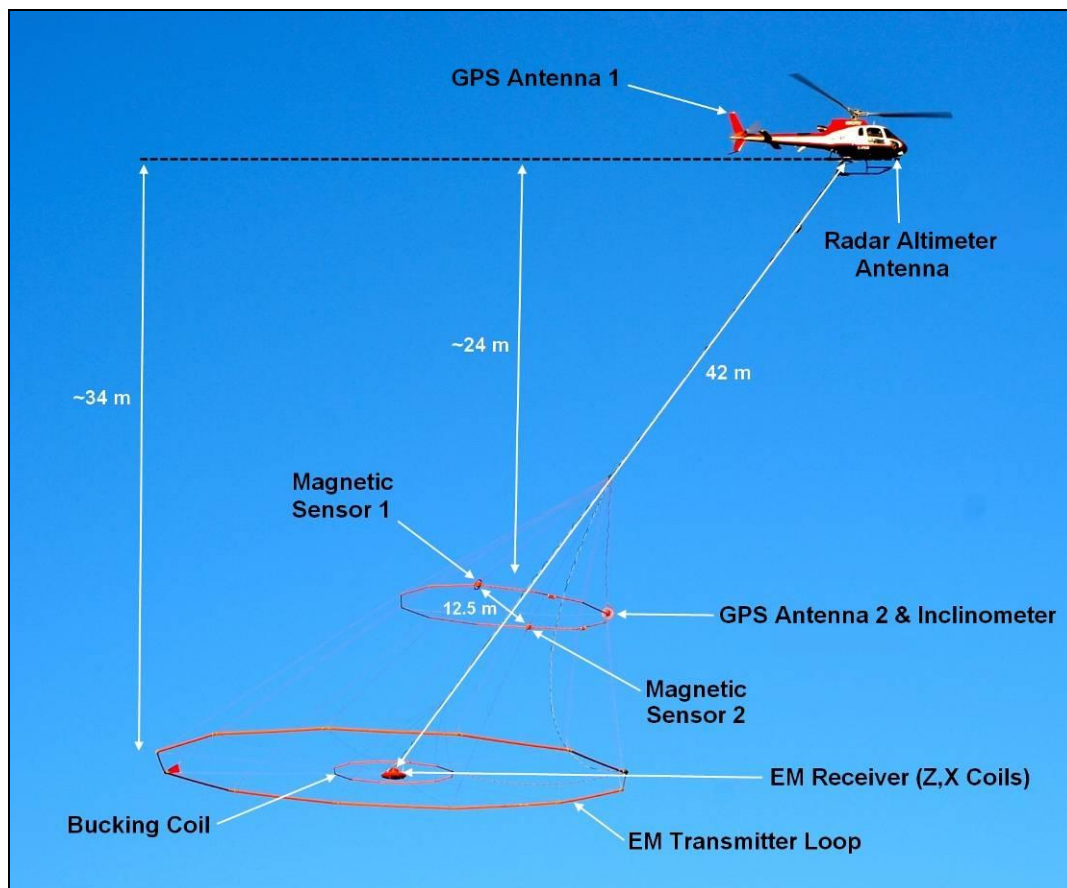 GPS Antenna 1
Radar Altimeter
Antenna
~24 m
42 m
~34 m
Magnetic
Sensor 1
12.5 m
GPS Antenna 2 & Inclinometer
Magnetic
Sensor 2
EM Receiver (Z,X Coils)
Bucking Coil
EM Transmitter Loop